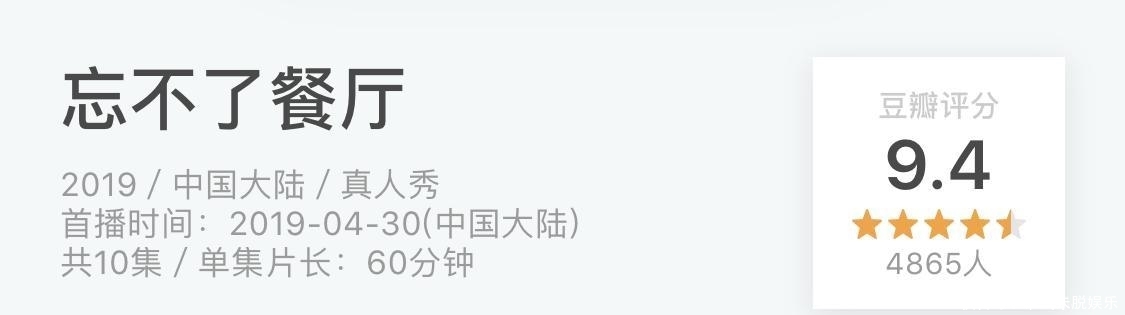 忘不了餐厅
2019 / 中国大陆 / 真人秀
首播时间：2019-04-30(中国大陆)
共10集 / 单集片长：60分钟
豆瓣评分
9.4
4865人
脱娱乐